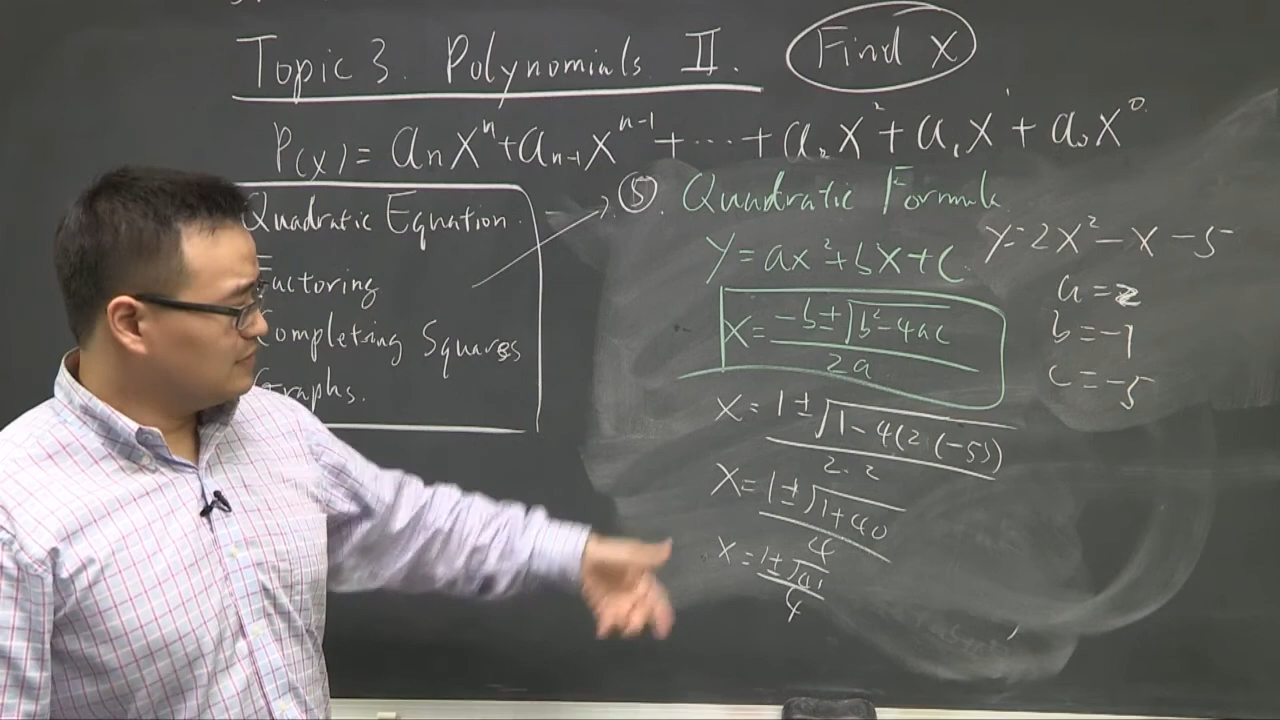 Topic 3. Polynomials II. Find X
P(x) = aₙXⁿ + aₙ₋₁Xⁿ⁻¹ + ⋯ + a₂X² + a₁X¹ + a₀X⁰
Quadratic Equation
Factoring
Completing Squares
Graphs.
⑤. Quadratic Formula
y = ax² + bx + c
X = (-b ± √(b² - 4ac)) / 2a
X = (1 ± √(1 - 4(2)(-5))) / 2·2
X = (1 ± √(1 + 40)) / 4
X = (1 ± √41) / 4
y = 2X² - X - 5
a = 2
b = -1
c = -5